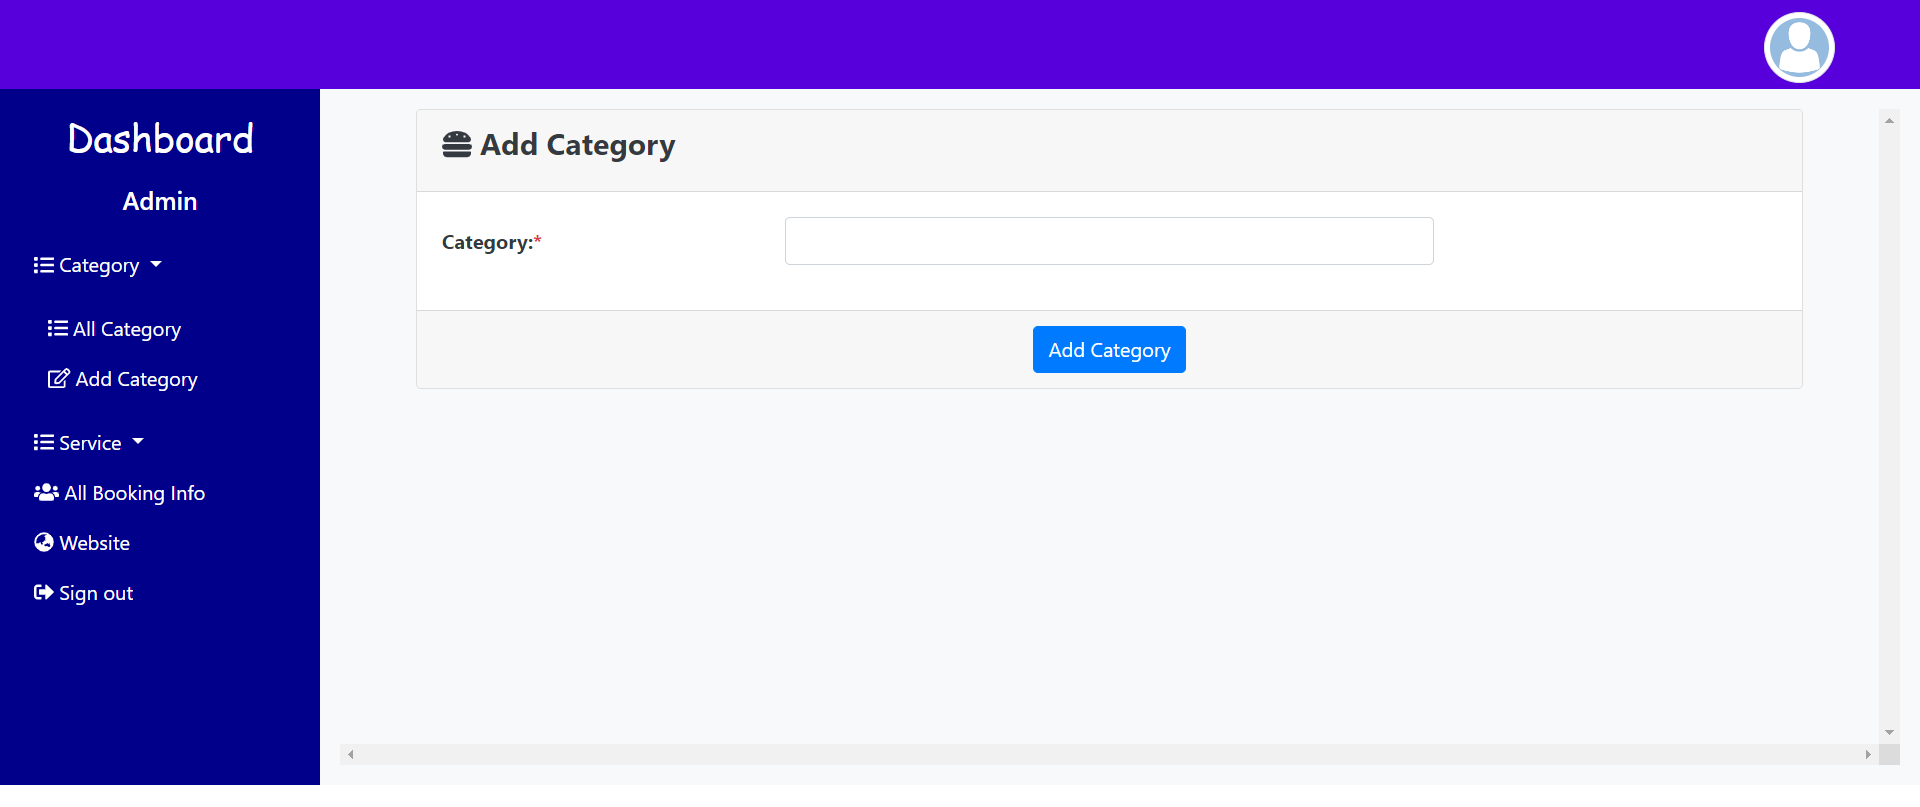 Dashboard
Admin
Category
All Category
Add Category
Service
All Booking Info
Website
Sign out
Add Category
Category:*
Add Category